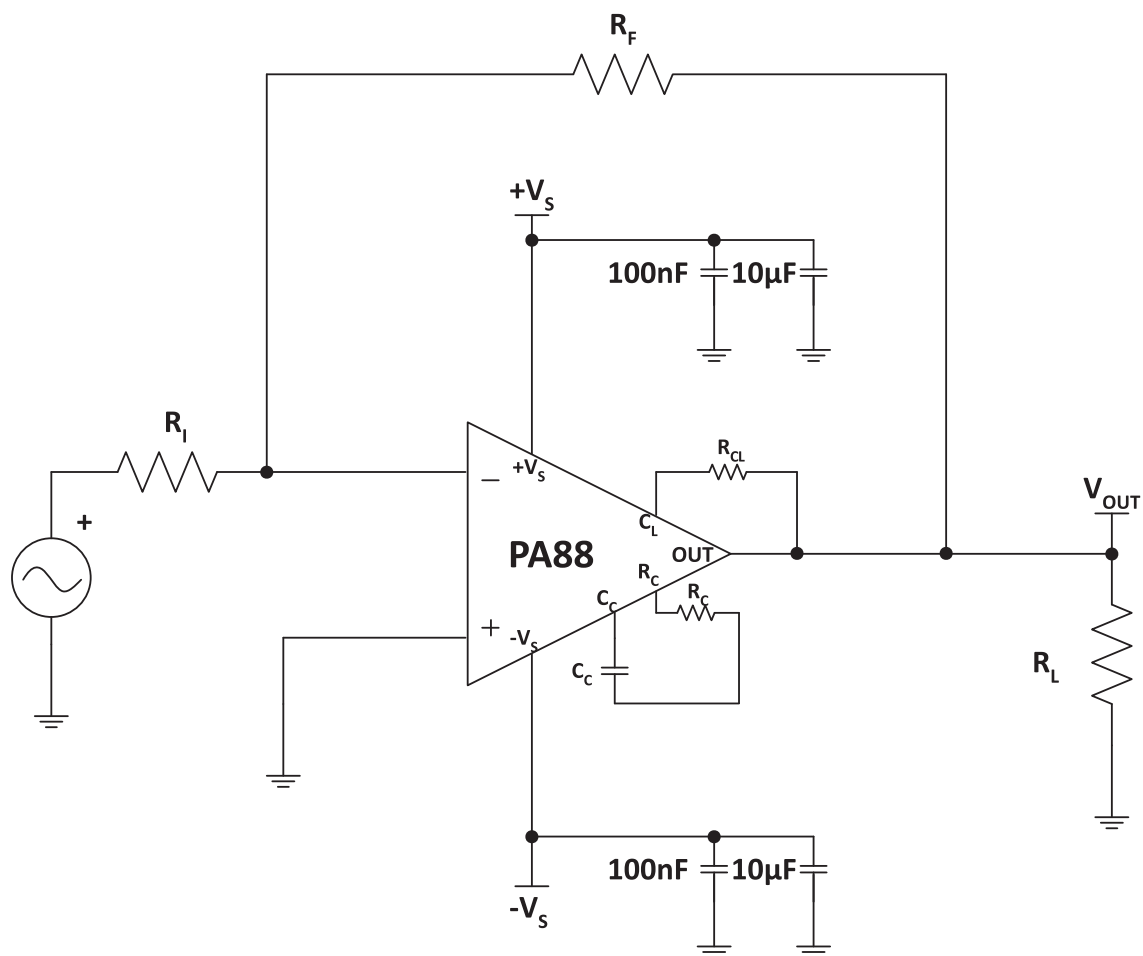 R_F
+V_S
100nF 10µF
R_I
+V_S
R_CL
−
+
C_L
V_OUT
PA88
OUT
R_C
R_C
C_C
+
-V_S
C_C
R_L
100nF 10µF
-V_S